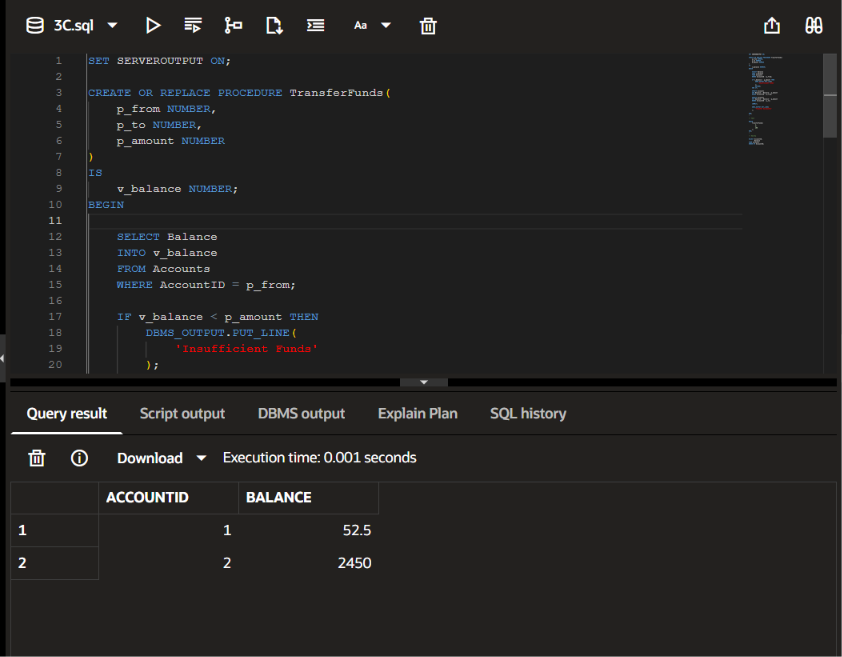 3C.sql
Aa
1 SET SERVEROUTPUT ON;
2
3 CREATE OR REPLACE PROCEDURE TransferFunds(
4 p_from NUMBER,
5 p_to NUMBER,
6 p_amount NUMBER
7 )
8 IS
9 v_balance NUMBER;
10 BEGIN
11
12 SELECT Balance
13 INTO v_balance
14 FROM Accounts
15 WHERE AccountID = p_from;
16
17 IF v_balance < p_amount THEN
18 DBMS_OUTPUT.PUT_LINE(
19 'Insufficient Funds'
20 );
Query result Script output DBMS output Explain Plan SQL history
Download Execution time: 0.001 seconds
ACCOUNTID BALANCE
1 1 52.5
2 2 2450